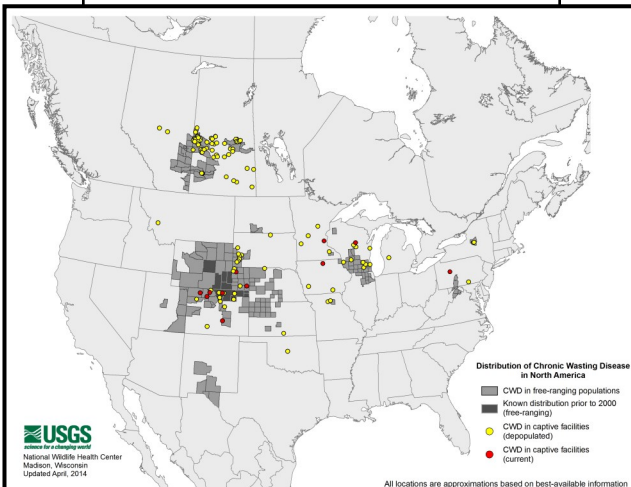 Distribution of Chronic Wasting Disease
in North America
CWD in free-ranging populations
Known distribution prior to 2000
(free-ranging)
CWD in captive facilities
(depopulated)
CWD in captive facilities
(current)
USGS
science for a changing world
National Wildlife Health Center
Madison, Wisconsin
Updated April, 2014
All locations are approximations based on best-available information